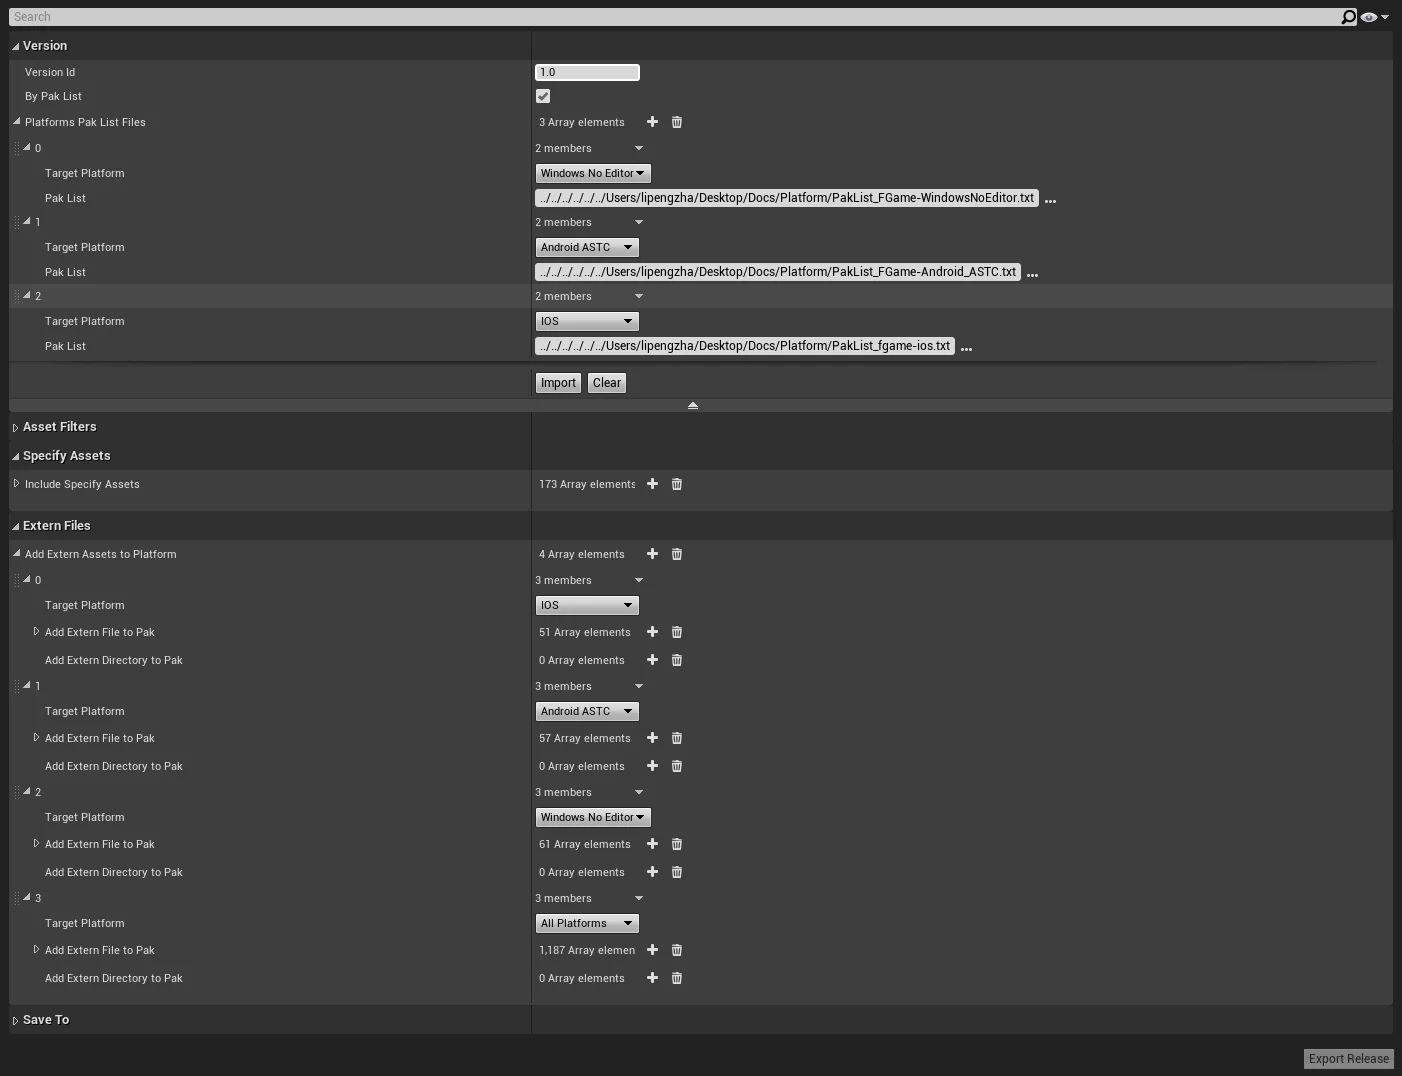 Search
Version
Version Id 1.0
By Pak List
Platforms Pak List Files 3 Array elements
0 2 members
Target Platform Windows No Editor
Pak List ../../../../../../Users/lipengzha/Desktop/Docs/Platform/PakList_FGame-WindowsNoEditor.txt ...
1 2 members
Target Platform Android ASTC
Pak List ../../../../../../Users/lipengzha/Desktop/Docs/Platform/PakList_FGame-Android_ASTC.txt ...
2 2 members
Target Platform IOS
Pak List ../../../../../../Users/lipengzha/Desktop/Docs/Platform/PakList_fgame-ios.txt ...
Import Clear
Asset Filters
Specify Assets
Include Specify Assets 173 Array elements
Extern Files
Add Extern Assets to Platform 4 Array elements
0 3 members
Target Platform IOS
Add Extern File to Pak 51 Array elements
Add Extern Directory to Pak 0 Array elements
1 3 members
Target Platform Android ASTC
Add Extern File to Pak 57 Array elements
Add Extern Directory to Pak 0 Array elements
2 3 members
Target Platform Windows No Editor
Add Extern File to Pak 61 Array elements
Add Extern Directory to Pak 0 Array elements
3 3 members
Target Platform All Platforms
Add Extern File to Pak 1,187 Array elemen
Add Extern Directory to Pak 0 Array elements
Save To
Export Release